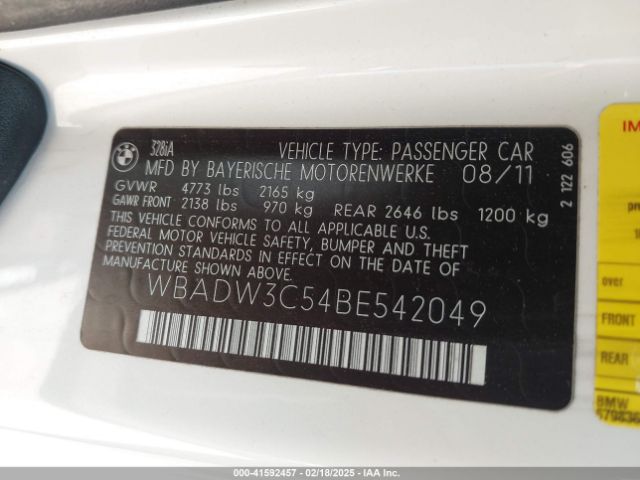 328iA
VEHICLE TYPE: PASSENGER CAR
MFD BY BAYERISCHE MOTORENWERKE 08/11
GVWR 4773 lbs 2165 kg
GAWR FRONT 2138 lbs 970 kg REAR 2646 lbs 1200 kg
THIS VEHICLE CONFORMS TO ALL APPLICABLE U.S.
FEDERAL MOTOR VEHICLE SAFETY, BUMPER AND THEFT
PREVENTION STANDARDS IN EFFECT ON THE DATE OF
MANUFACTURE SHOWN ABOVE.
WBADW3C54BE542049
2 122 606
IM
over
FRONT
REAR
BMW
000-41592457 - 02/18/2025 - IAA Inc.